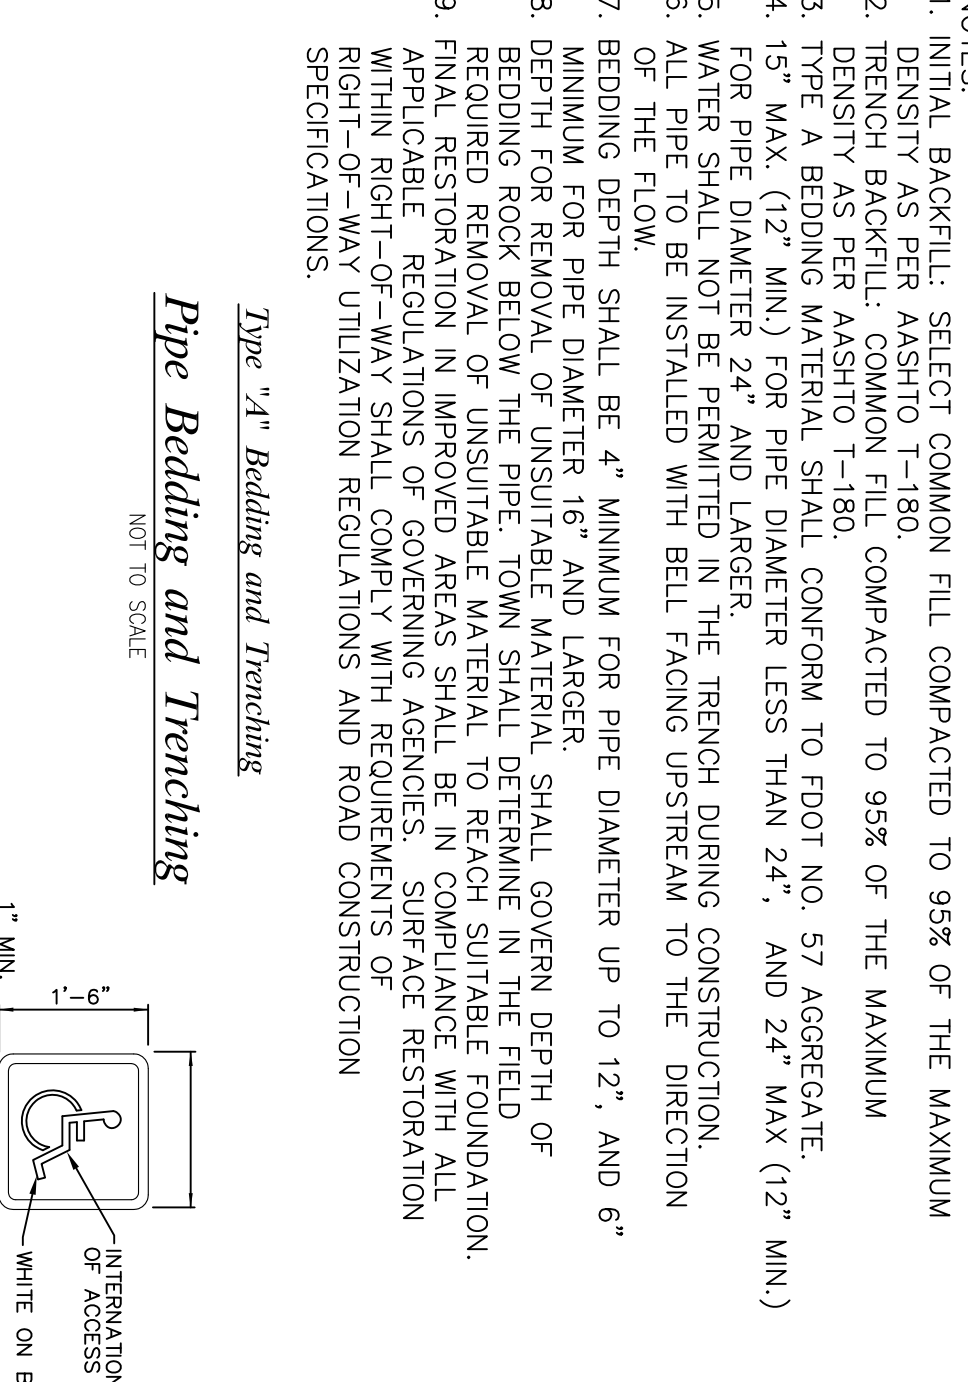 NOTES:
1. INITIAL BACKFILL: SELECT COMMON FILL COMPACTED TO 95% OF THE MAXIMUM
DENSITY AS PER AASHTO T-180.
2. TRENCH BACKFILL: COMMON FILL COMPACTED TO 95% OF THE MAXIMUM
DENSITY AS PER AASHTO T-180.
3. TYPE A BEDDING MATERIAL SHALL CONFORM TO FDOT NO. 57 AGGREGATE.
4. 15" MAX. (12" MIN.) FOR PIPE DIAMETER LESS THAN 24", AND 24" MAX (12" MIN.)
FOR PIPE DIAMETER 24" AND LARGER.
5. WATER SHALL NOT BE PERMITTED IN THE TRENCH DURING CONSTRUCTION.
6. ALL PIPE TO BE INSTALLED WITH BELL FACING UPSTREAM TO THE DIRECTION
OF THE FLOW.
7. BEDDING DEPTH SHALL BE 4" MINIMUM FOR PIPE DIAMETER UP TO 12", AND 6"
MINIMUM FOR PIPE DIAMETER 16" AND LARGER.
8. DEPTH FOR REMOVAL OF UNSUITABLE MATERIAL SHALL GOVERN DEPTH OF
BEDDING ROCK BELOW THE PIPE. TOWN SHALL DETERMINE IN THE FIELD
REQUIRED REMOVAL OF UNSUITABLE MATERIAL TO REACH SUITABLE FOUNDATION.
9. FINAL RESTORATION IN IMPROVED AREAS SHALL BE IN COMPLIANCE WITH ALL
APPLICABLE REGULATIONS OF GOVERNING AGENCIES. SURFACE RESTORATION
WITHIN RIGHT-OF-WAY SHALL COMPLY WITH REQUIREMENTS OF
RIGHT-OF-WAY UTILIZATION REGULATIONS AND ROAD CONSTRUCTION
SPECIFICATIONS.
Type "A" Bedding and Trenching
Pipe Bedding and Trenching
NOT TO SCALE
1'-6"
1" MIN.
INTERNATION
OF ACCESS
WHITE ON B